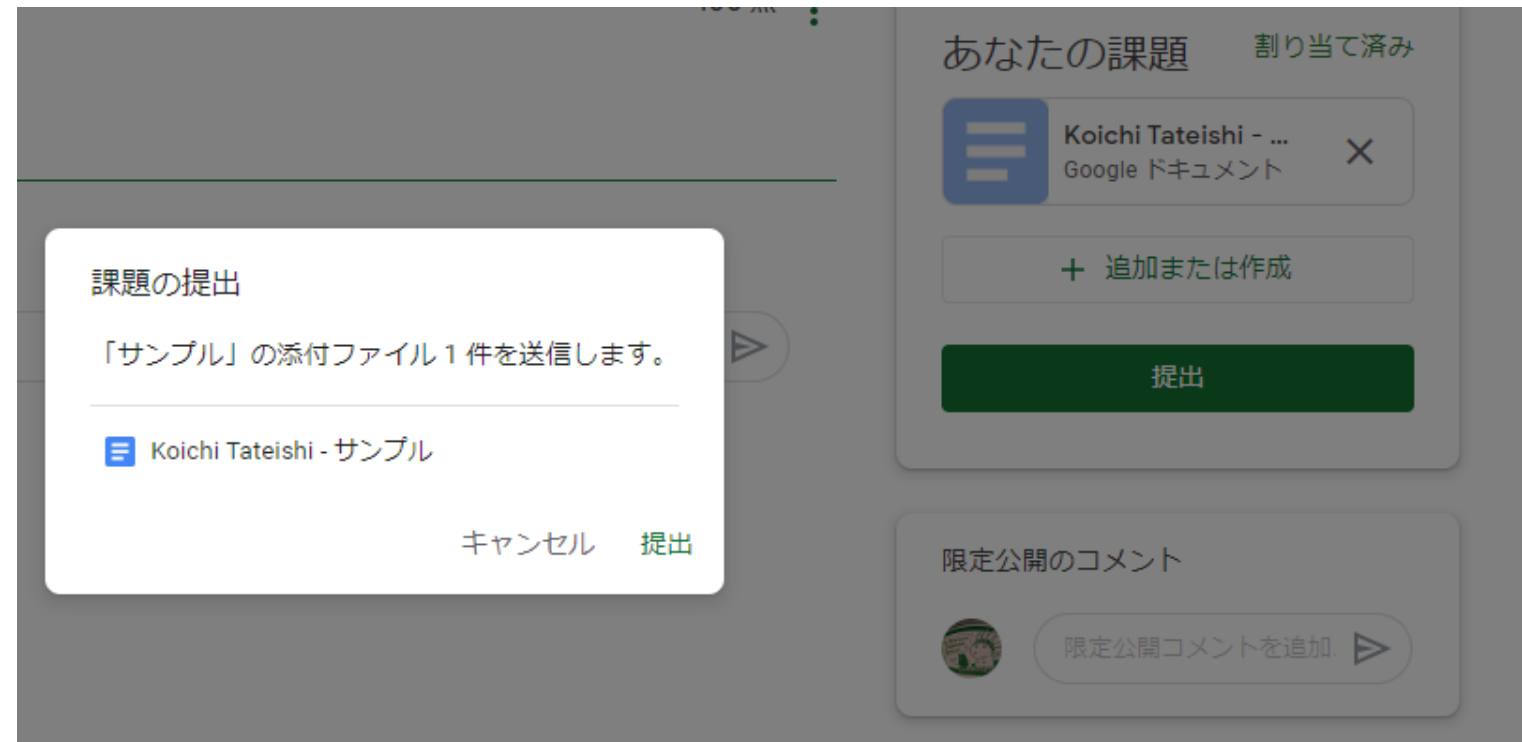 あなたの課題
割り当て済み
Koichi Tateishi - ...
Google ドキュメント
＋ 追加または作成
提出
課題の提出
「サンプル」の添付ファイル 1 件を送信します。
Koichi Tateishi - サンプル
キャンセル
提出
限定公開のコメント
限定公開コメントを追加